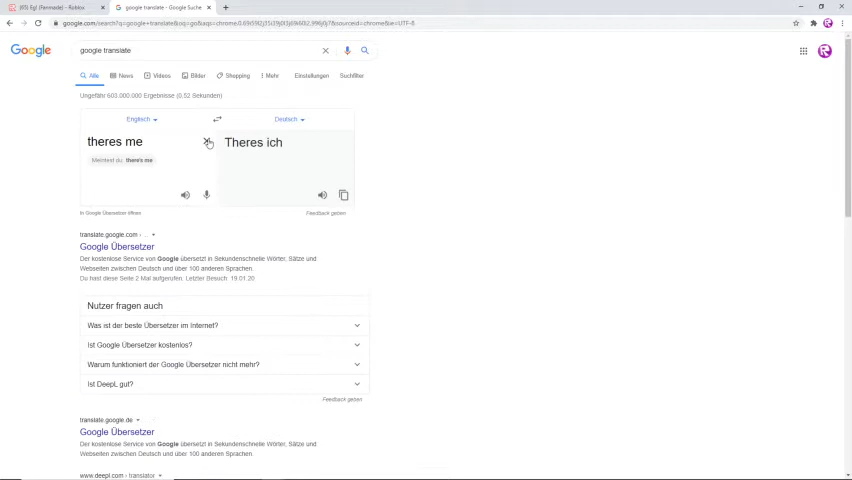 (65) Egl (Fanmade) - Roblox
google translate - Google Suche
google.com/search?q=google+translate&oq=go&aqs=chrome.0.69i59l2j35i39l
Google
google translate
Alle News Videos Bilder Shopping Mehr Einstellungen Suchfilter
Ungefähr 603.000.000 Ergebnisse (0,52 Sekunden)
Englisch Deutsch
theres me Theres ich
Meintest du: there's me
In Google Übersetzer öffnen Feedback geben
translate.google.com › ...
Google Übersetzer
Der kostenlose Service von Google übersetzt in Sekundenschnelle Wörter, Sätze und
Webseiten zwischen Deutsch und über 100 anderen Sprachen.
Du hast diese Seite 2 Mal aufgerufen. Letzter Besuch: 19.01.20
Nutzer fragen auch
Was ist der beste Übersetzer im Internet?
Ist Google Übersetzer kostenlos?
Warum funktioniert der Google Übersetzer nicht mehr?
Ist DeepL gut?
Feedback geben
translate.google.de
Google Übersetzer
Der kostenlose Service von Google übersetzt in Sekundenschnelle Wörter, Sätze und
Webseiten zwischen Deutsch und über 100 anderen Sprachen.
www.deepl.com › translator